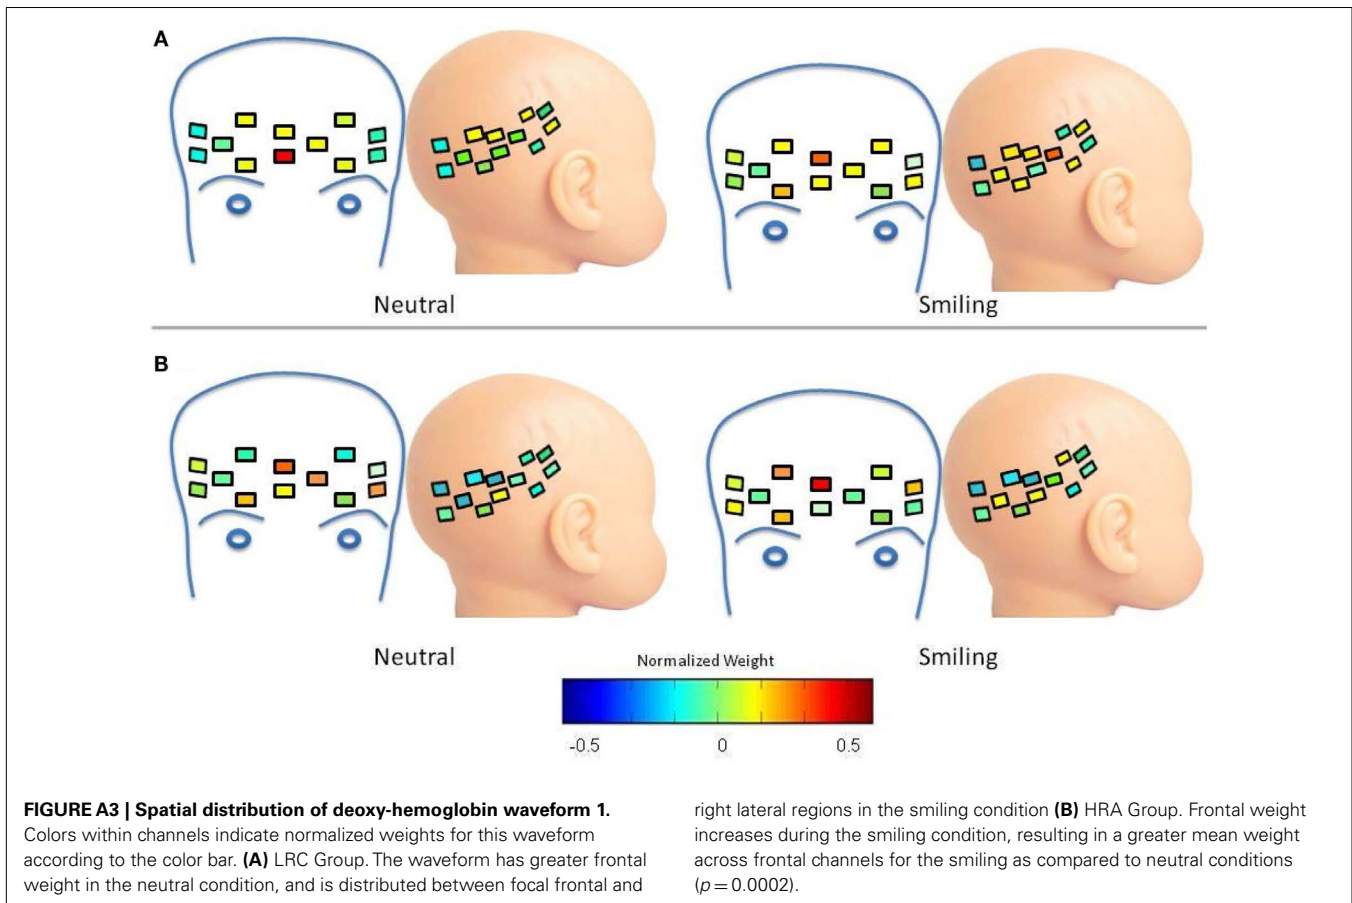 A
Neutral
Smiling
B
Neutral
Smiling
Normalized Weight
-0.5
0
0.5
FIGURE A3 | Spatial distribution of deoxy-hemoglobin waveform 1.
Colors within channels indicate normalized weights for this waveform
according to the color bar. (A) LRC Group. The waveform has greater frontal
weight in the neutral condition, and is distributed between focal frontal and
right lateral regions in the smiling condition (B) HRA Group. Frontal weight
increases during the smiling condition, resulting in a greater mean weight
across frontal channels for the smiling as compared to neutral conditions
(p = 0.0002).